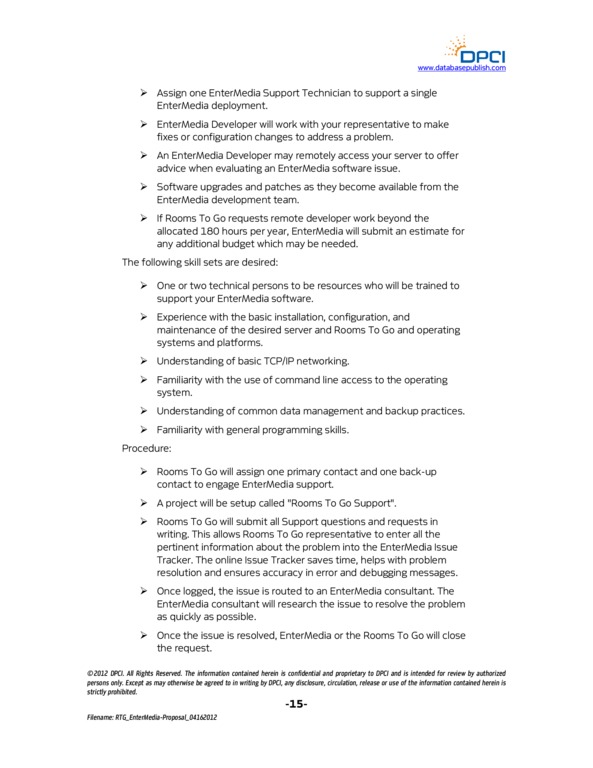 DPCI
www.databasepublish.com
➢ Assign one EnterMedia Support Technician to support a single
EnterMedia deployment.
➢ EnterMedia Developer will work with your representative to make
fixes or configuration changes to address a problem.
➢ An EnterMedia Developer may remotely access your server to offer
advice when evaluating an EnterMedia software issue.
➢ Software upgrades and patches as they become available from the
EnterMedia development team.
➢ If Rooms To Go requests remote developer work beyond the
allocated 180 hours per year, EnterMedia will submit an estimate for
any additional budget which may be needed.
The following skill sets are desired:
➢ One or two technical persons to be resources who will be trained to
support your EnterMedia software.
➢ Experience with the basic installation, configuration, and
maintenance of the desired server and Rooms To Go and operating
systems and platforms.
➢ Understanding of basic TCP/IP networking.
➢ Familiarity with the use of command line access to the operating
system.
➢ Understanding of common data management and backup practices.
➢ Familiarity with general programming skills.
Procedure:
➢ Rooms To Go will assign one primary contact and one back-up
contact to engage EnterMedia support.
➢ A project will be setup called "Rooms To Go Support".
➢ Rooms To Go will submit all Support questions and requests in
writing. This allows Rooms To Go representative to enter all the
pertinent information about the problem into the EnterMedia Issue
Tracker. The online Issue Tracker saves time, helps with problem
resolution and ensures accuracy in error and debugging messages.
➢ Once logged, the issue is routed to an EnterMedia consultant. The
EnterMedia consultant will research the issue to resolve the problem
as quickly as possible.
➢ Once the issue is resolved, EnterMedia or the Rooms To Go will close
the request.
©2012 DPCI. All Rights Reserved. The information contained herein is confidential and proprietary to DPCI and is intended for review by authorized
persons only. Except as may otherwise be agreed to in writing by DPCI, any disclosure, circulation, release or use of the information contained herein is
strictly prohibited.
-15-
Filename: RTG_EnterMedia-Proposal_04162012